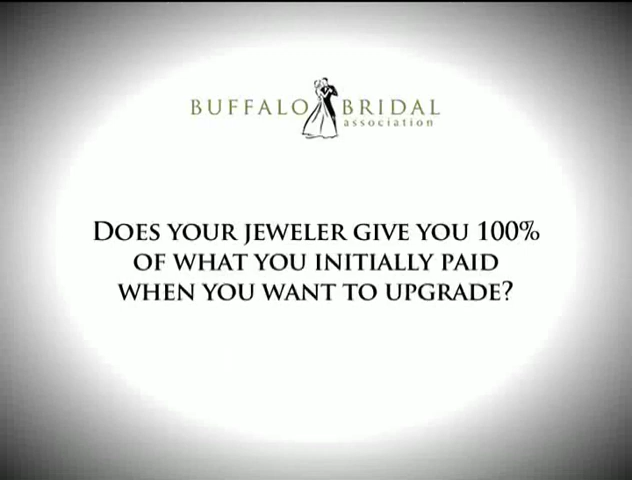 BUFFALO BRIDAL
association
DOES YOUR JEWELER GIVE YOU 100%
OF WHAT YOU INITIALLY PAID
WHEN YOU WANT TO UPGRADE?